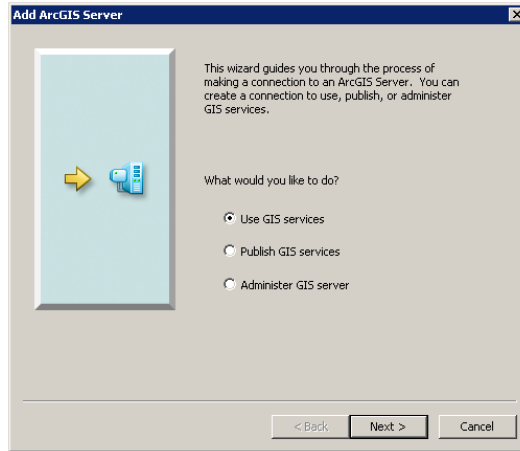 Add ArcGIS Server
This wizard guides you through the process of
making a connection to an ArcGIS Server. You can
create a connection to use, publish, or administer
GIS services.
What would you like to do?
Use GIS services
Publish GIS services
Administer GIS server
< Back
Next >
Cancel